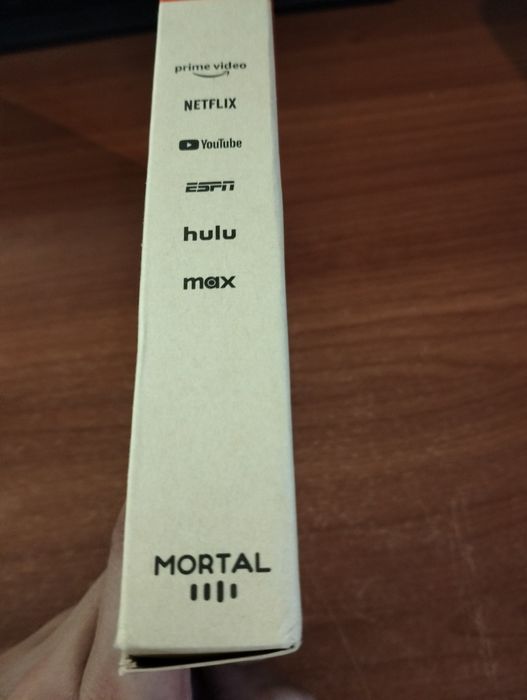 prime video
NETFLIX
YouTube
ESPN
hulu
max
MORTAL